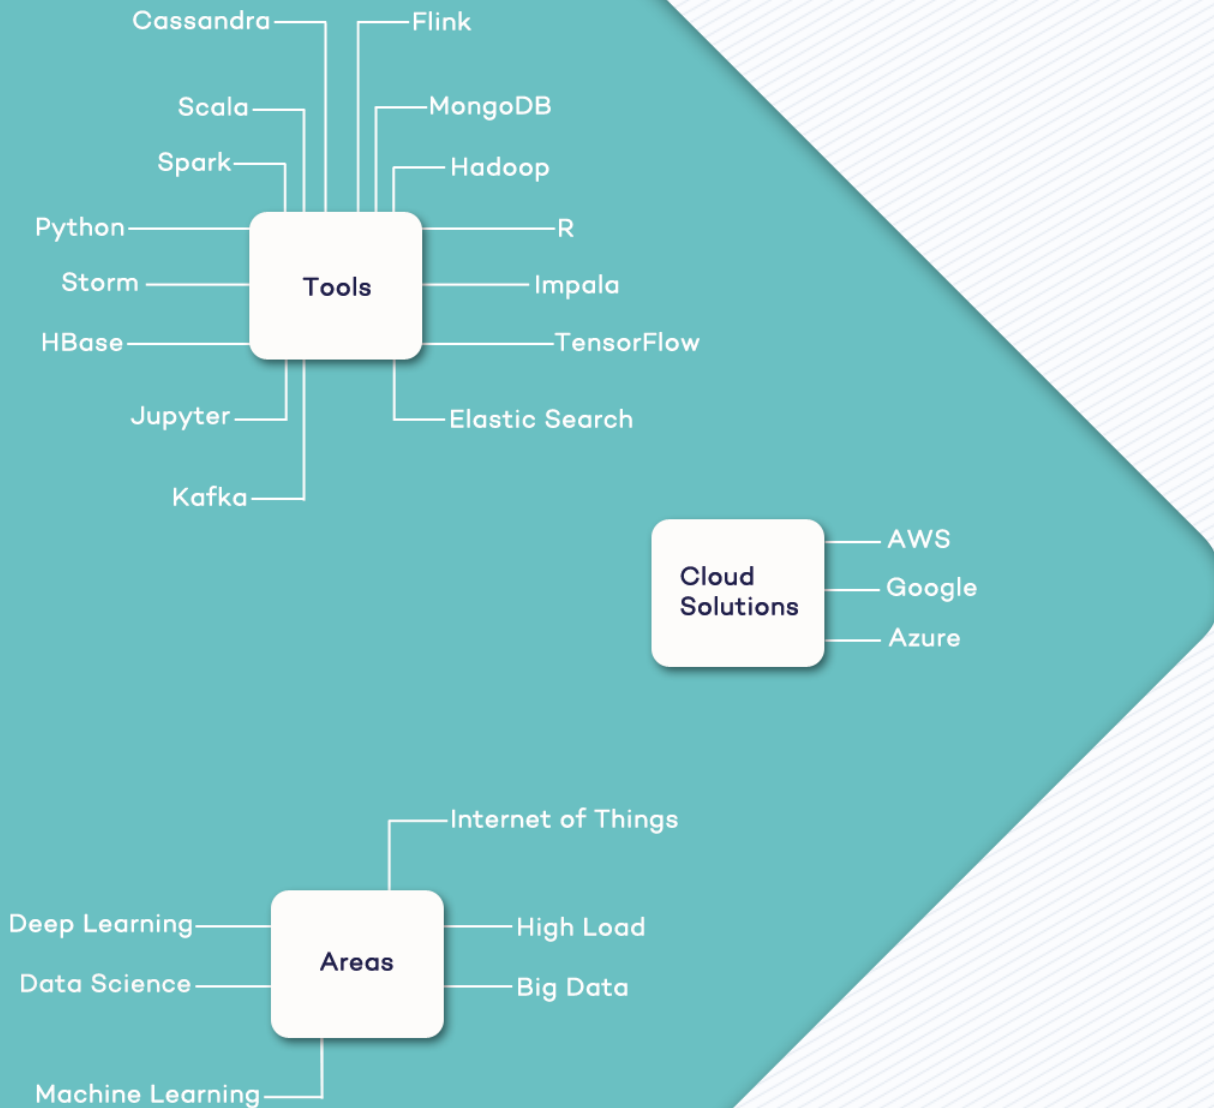 Cassandra
Flink
Scala
MongoDB
Spark
Hadoop
Python
R
Storm
Tools
Impala
HBase
TensorFlow
Jupyter
Elastic Search
Kafka
AWS
Cloud
Solutions
Google
Azure
Internet of Things
Deep Learning
High Load
Areas
Data Science
Big Data
Machine Learning